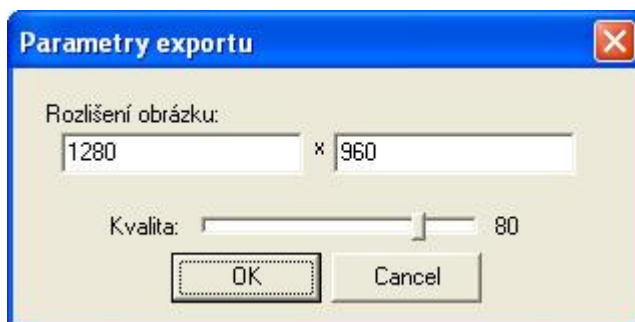 Parametry exportu
Rozlišení obrázku:
1280 x 960
Kvalita: 80
OK Cancel